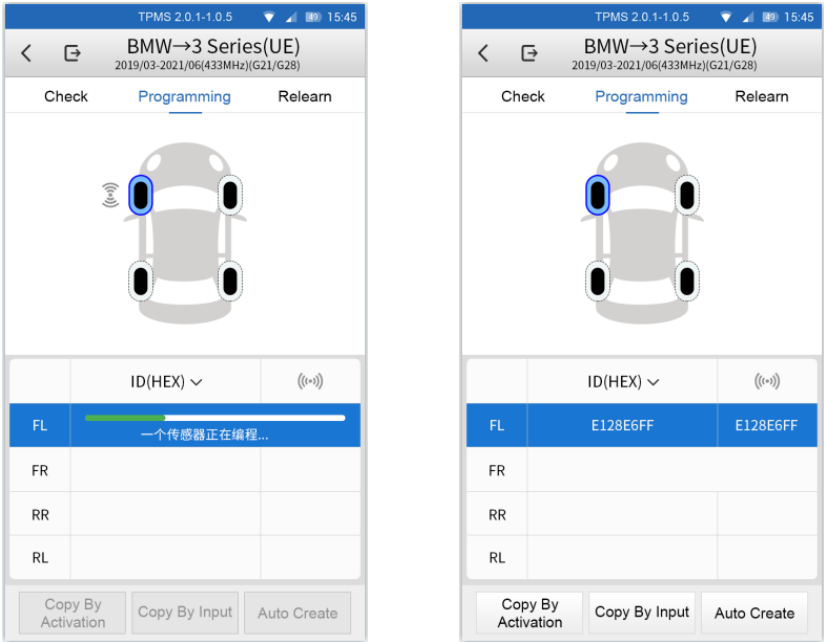 TPMS 2.0.1-1.0.5 49 15:45
BMW→3 Series(UE)
2019/03-2021/06(433MHz)(G21/G28)
Check Programming Relearn
ID(HEX)
FL
一个传感器正在编程...
FR
RR
RL
Copy By
Activation
Copy By Input
Auto Create
TPMS 2.0.1-1.0.5 49 15:45
BMW→3 Series(UE)
2019/03-2021/06(433MHz)(G21/G28)
Check Programming Relearn
ID(HEX)
FL E128E6FF E128E6FF
FR
RR
RL
Copy By
Activation
Copy By Input
Auto Create